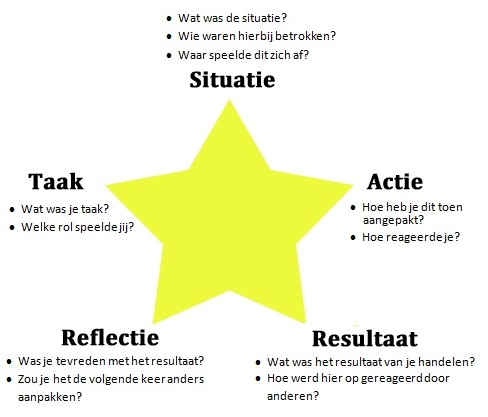 • Wat was de situatie?
• Wie waren hierbij betrokken?
• Waar speelde dit zich af?
Situatie
Taak
• Wat was je taak?
• Welke rol speelde jij?
Actie
• Hoe heb je dit toen
aangepakt?
• Hoe reageerde je?
Reflectie
• Was je tevreden met het resultaat?
• Zou je het de volgende keer anders
aanpakken?
Resultaat
• Wat was het resultaat van je handelen?
• Hoe werd hier op gereageerd door
anderen?